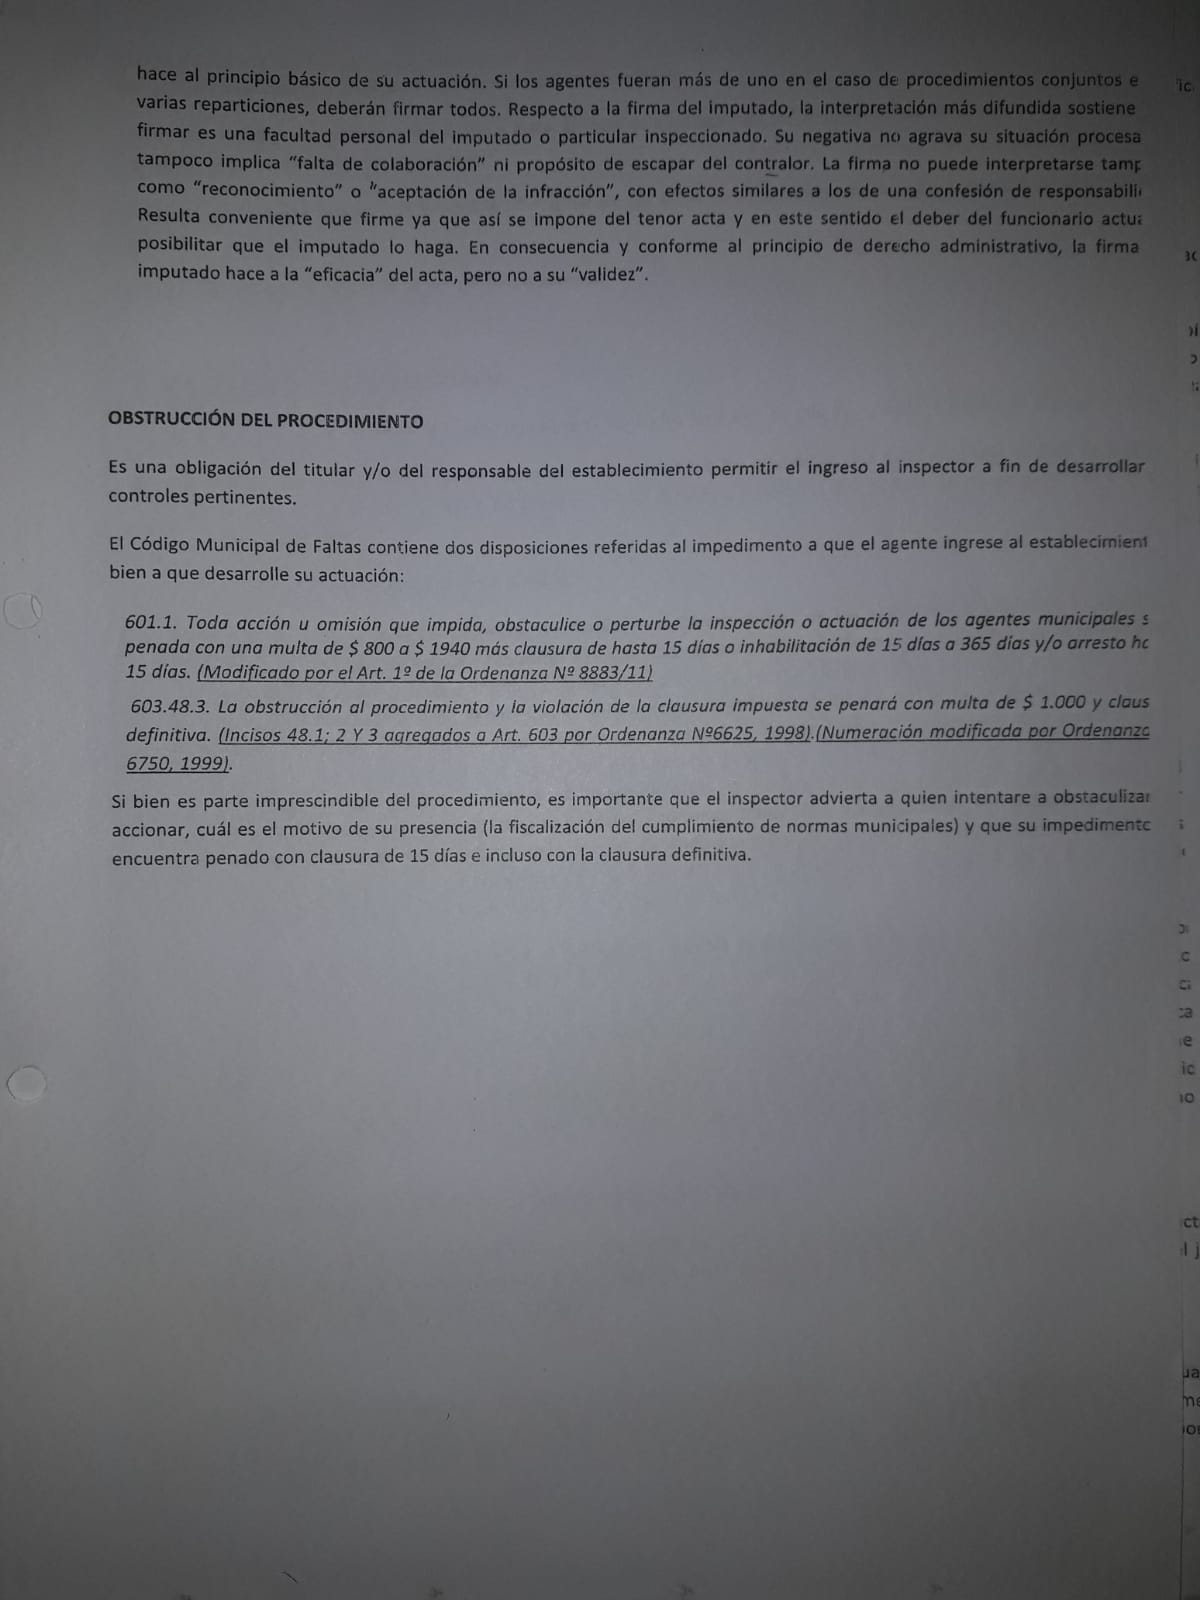 hace al principio básico de su actuación. Si los agentes fueran más de uno en el caso de procedimientos conjuntos e
varias reparticiones, deberán firmar todos. Respecto a la firma del imputado, la interpretación más difundida sostiene
firmar es una facultad personal del imputado o particular inspeccionado. Su negativa no agrava su situación procesa
tampoco implica “falta de colaboración” ni propósito de escapar del contralor. La firma no puede interpretarse tamp
como “reconocimiento” o “aceptación de la infracción”, con efectos similares a los de una confesión de responsabili
Resulta conveniente que firme ya que así se impone del tenor acta y en este sentido el deber del funcionario actua
posibilitar que el imputado lo haga. En consecuencia y conforme al principio de derecho administrativo, la firma
imputado hace a la “eficacia” del acta, pero no a su “validez”.
OBSTRUCCIÓN DEL PROCEDIMIENTO
Es una obligación del titular y/o del responsable del establecimiento permitir el ingreso al inspector a fin de desarrollar
controles pertinentes.
El Código Municipal de Faltas contiene dos disposiciones referidas al impedimento a que el agente ingrese al establecimient
bien a que desarrolle su actuación:
601.1. Toda acción u omisión que impida, obstaculice o perturbe la inspección o actuación de los agentes municipales s
penada con una multa de $ 800 a $ 1940 más clausura de hasta 15 días o inhabilitación de 15 días a 365 días y/o arresto ha
15 días. (Modificado por el Art. 1º de la Ordenanza Nº 8883/11)
603.48.3. La obstrucción al procedimiento y la violación de la clausura impuesta se penará con multa de $ 1.000 y claus
definitiva. (Incisos 48.1; 2 Y 3 agregados a Art. 603 por Ordenanza Nº6625, 1998).(Numeración modificada por Ordenanza
6750, 1999).
Si bien es parte imprescindible del procedimiento, es importante que el inspector advierta a quien intentare a obstaculizar
accionar, cuál es el motivo de su presencia (la fiscalización del cumplimiento de normas municipales) y que su impedimento
encuentra penado con clausura de 15 días e incluso con la clausura definitiva.